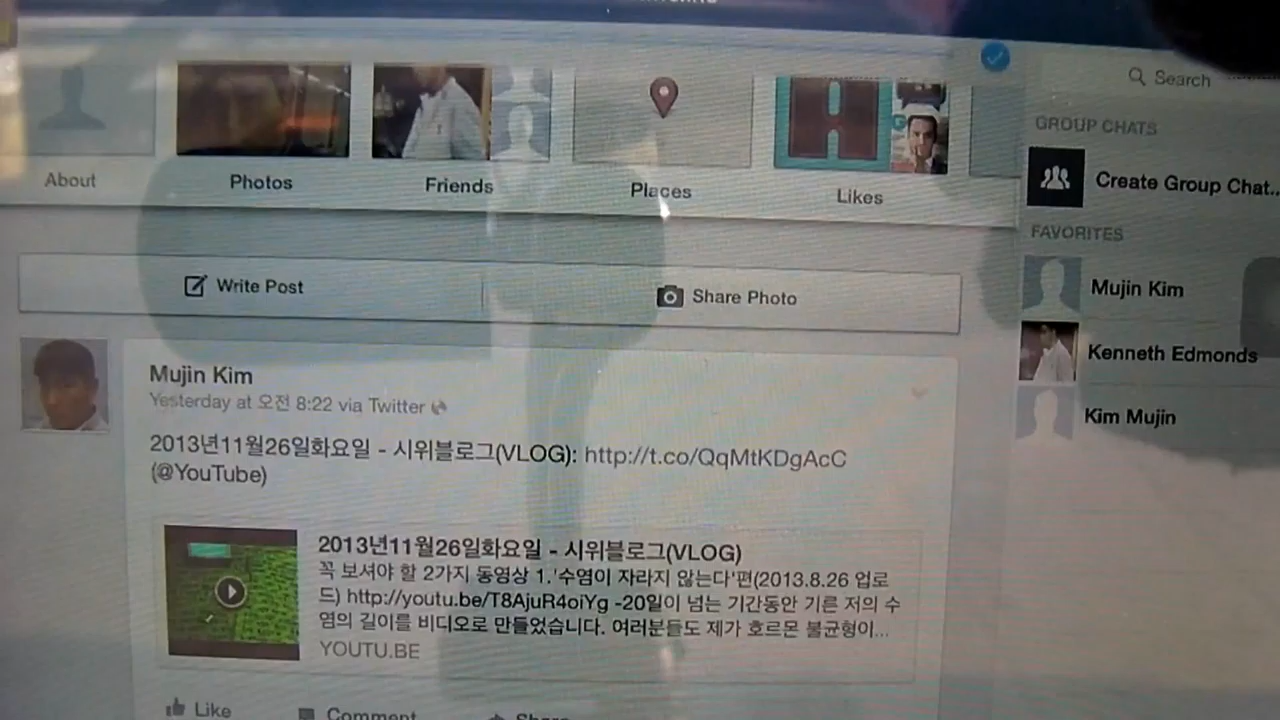 Search
GROUP CHATS
Create Group Chat...
FAVORITES
Mujin Kim
Kenneth Edmonds
Kim Mujin
About
Photos
Friends
Places
Likes
Write Post
Share Photo
Mujin Kim
Yesterday at 오전 8:22 via Twitter
2013년11월26일화요일 - 시위블로그(VLOG): http://t.co/QqMtKDgAcC
(@YouTube)
2013년11월26일화요일 - 시위블로그(VLOG)
꼭 보셔야 할 2가지 동영상 1.'수염이 자라지 않는다'편(2013.8.26 업로
드) http://youtu.be/T8AjuR4oiYg -20일이 넘는 기간동안 기른 저의 수
염의 길이를 비디오로 만들었습니다. 여러분들도 제가 호르몬 불균형이...
YOUTU.BE
Like
Comment
Share